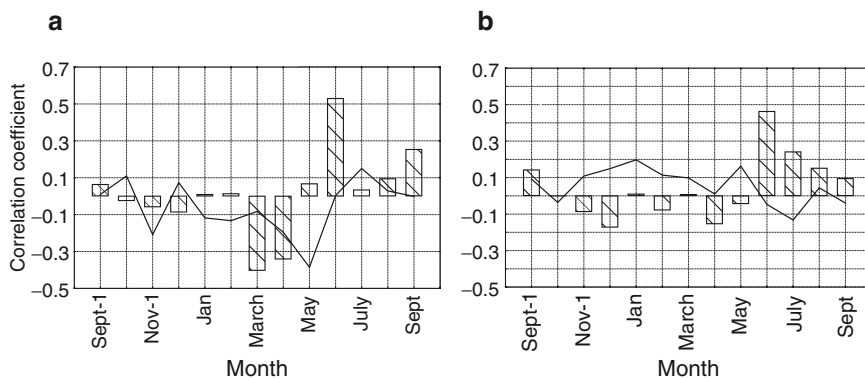 a
b
Correlation coefficient
0.7
0.5
0.3
0.1
–0.1
–0.3
–0.5
Sept-1
Nov-1
Jan
March
May
July
Sept
Month
0.7
0.5
0.3
0.1
–0.1
–0.3
–0.5
Sept-1
Nov-1
Jan
March
May
July
Sept
Month